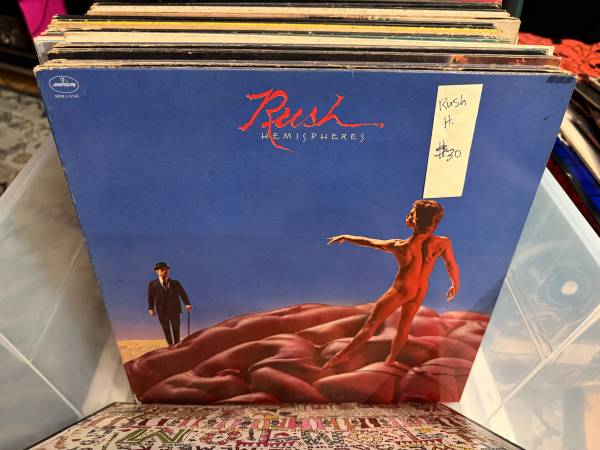 Rush
HEMISPHERES
Rush
H.
$30
mercury